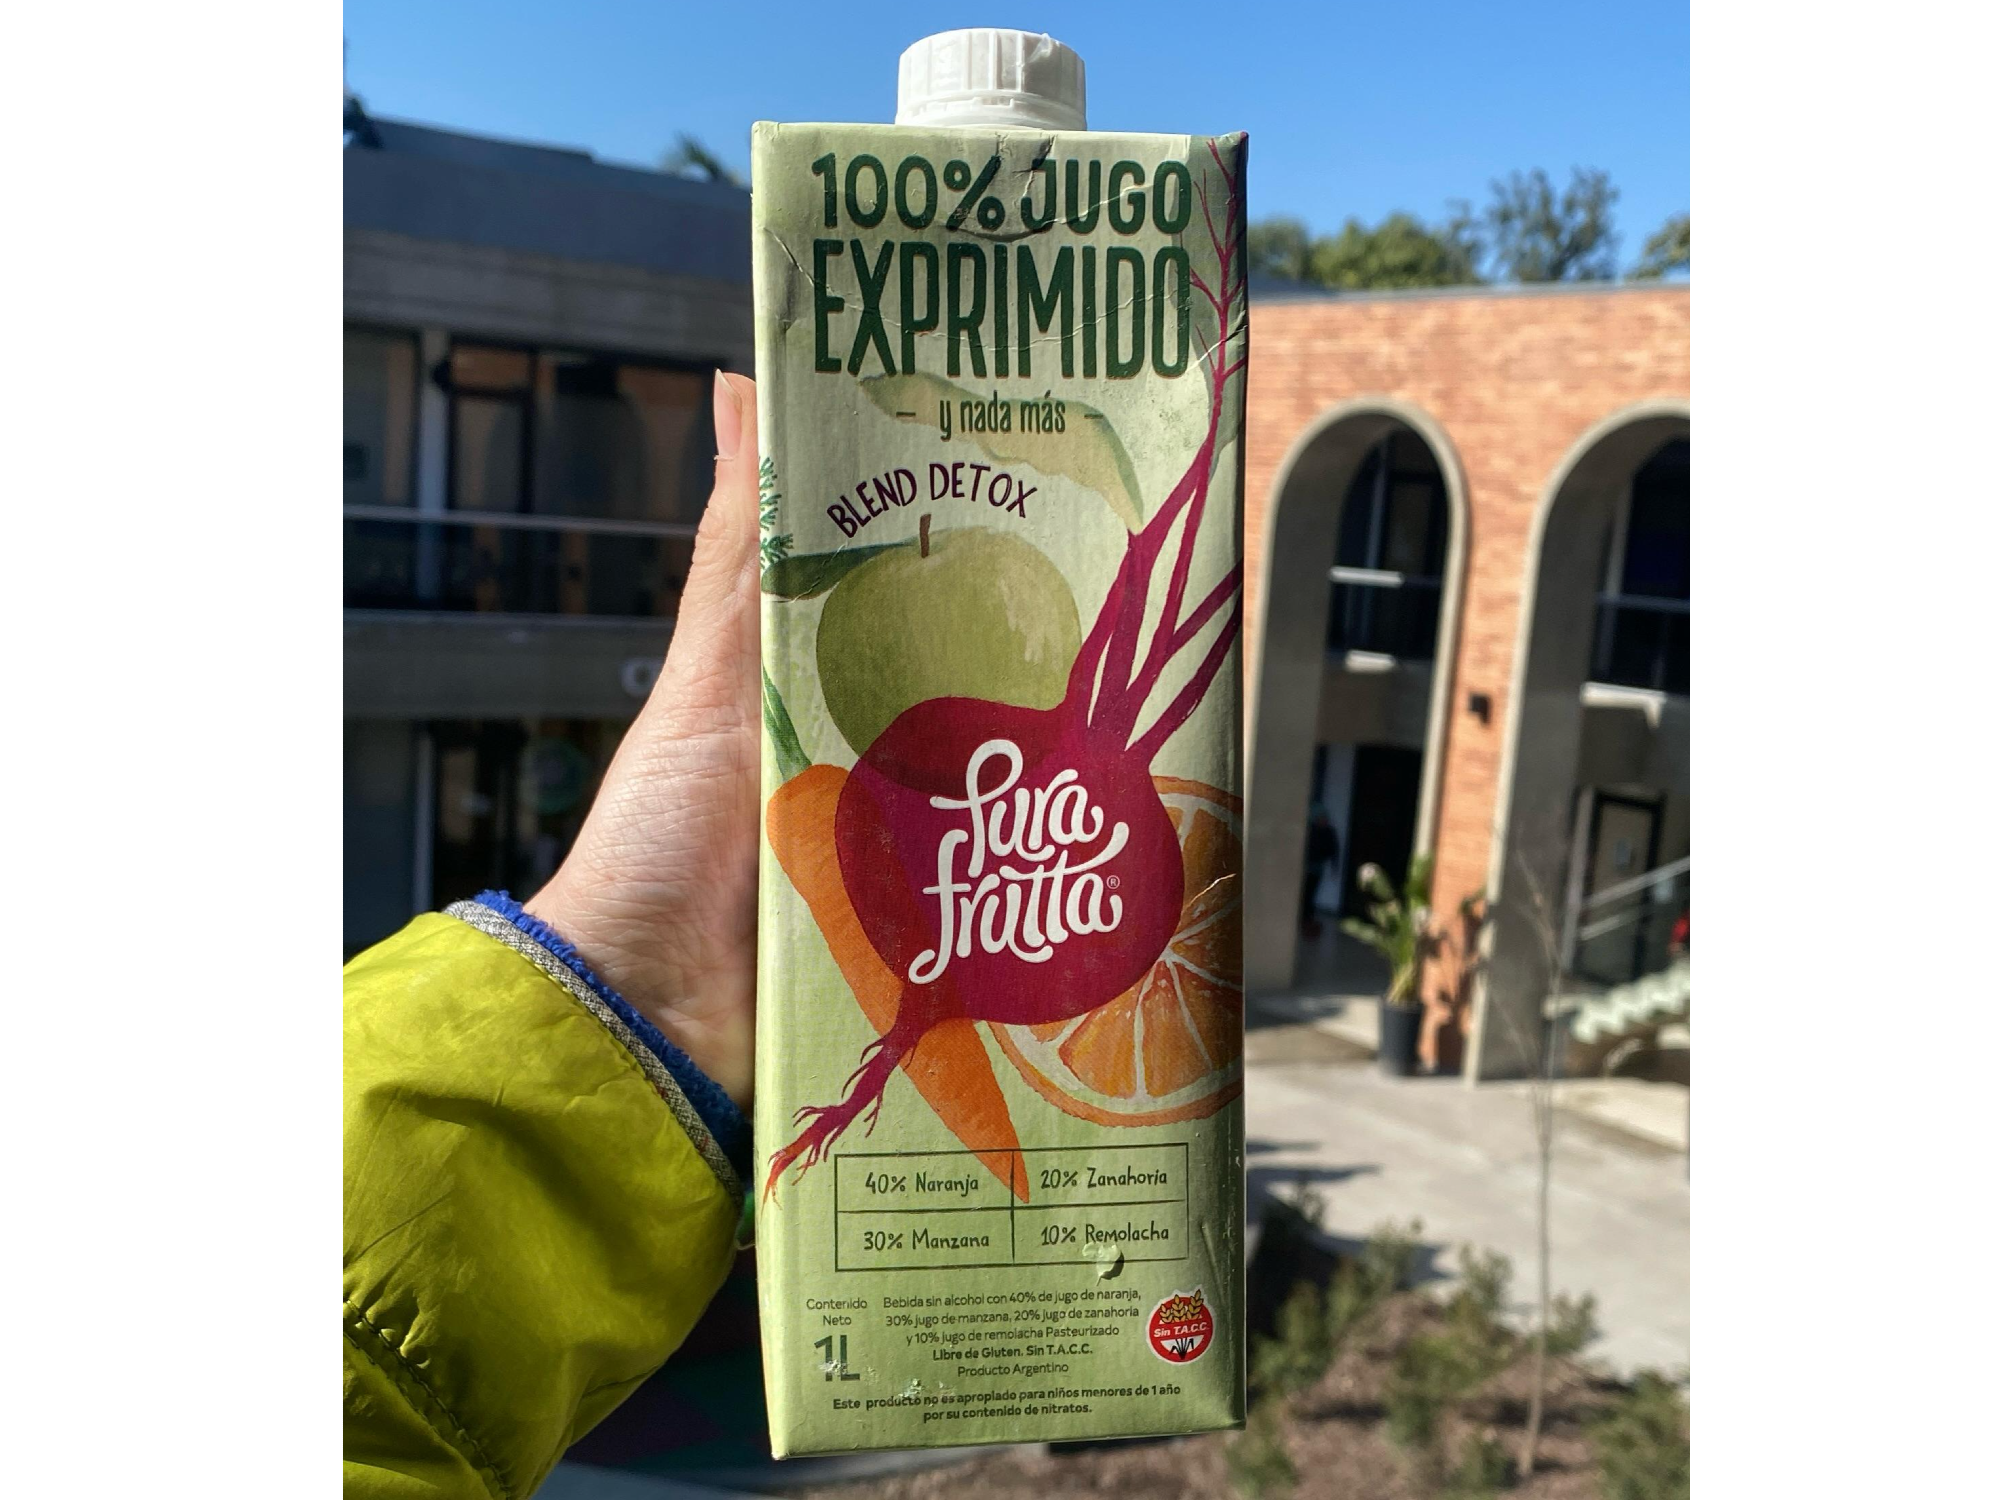 100% JUGO
EXPRIMIDO
– y nada más –
BLEND DETOX
Pura
frutta®
40% Naranja
20% Zanahoria
30% Manzana
10% Remolacha
Contenido
Neto
1L
Bebida sin alcohol con 40% de jugo de naranja,
30% jugo de manzana, 20% jugo de zanahoria
y 10% jugo de remolacha Pasteurizado
Libre de Gluten. Sin T.A.C.C.
Producto Argentino
Sin T.A.C.C.
Este producto no es apropiado para niños menores de 1 año
por su contenido de nitratos.